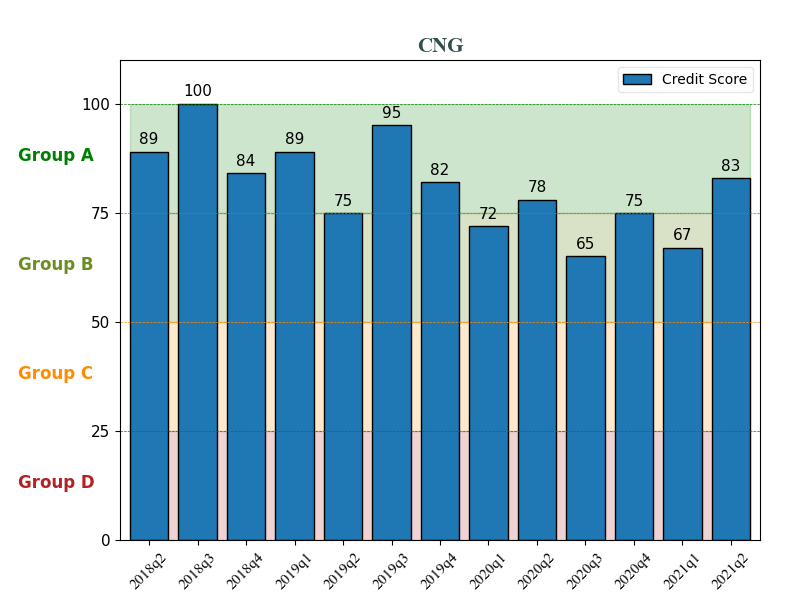 CNG
Credit Score
100
75
50
25
0
Group A
Group B
Group C
Group D
89
100
84
89
75
95
82
72
78
65
75
67
83
2018q2
2018q3
2018q4
2019q1
2019q2
2019q3
2019q4
2020q1
2020q2
2020q3
2020q4
2021q1
2021q2